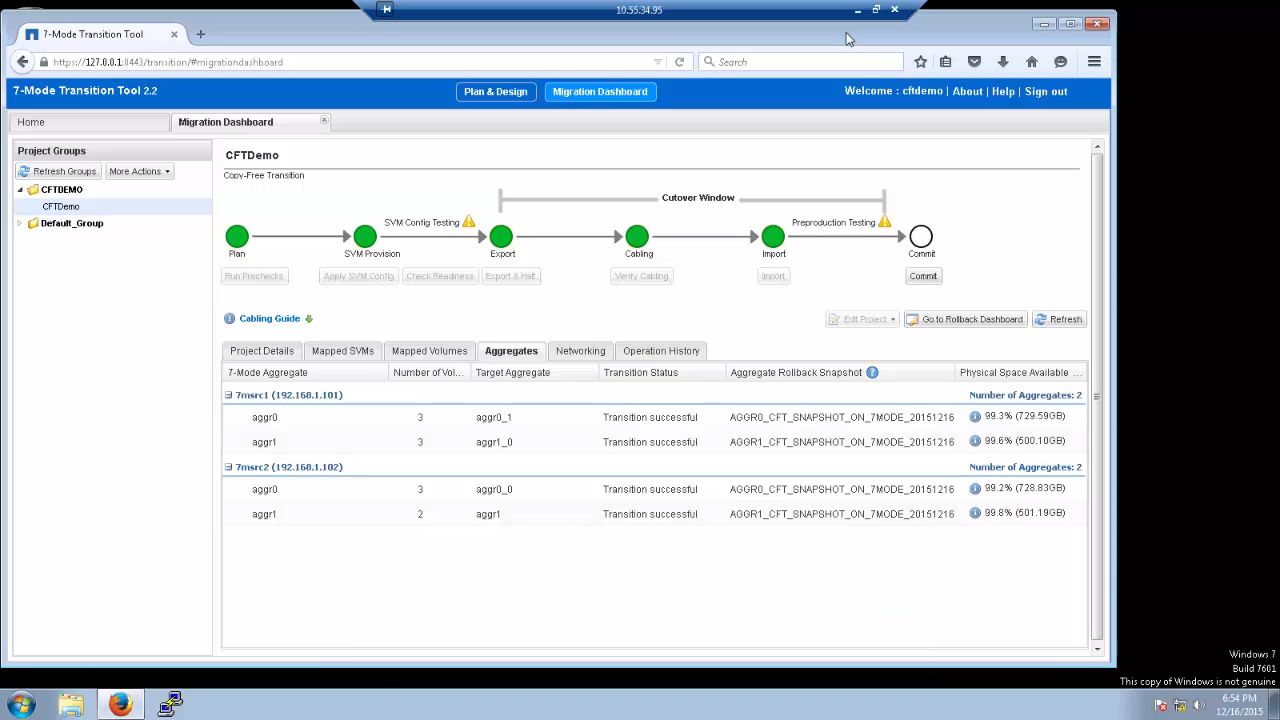 10.55.34.95
7-Mode Transition Tool
https://127.0.0.1:8443/transition/#migrationdashboard
Search
7-Mode Transition Tool 2.2
Plan & Design
Migration Dashboard
Welcome : cftdemo | About | Help | Sign out
Home
Migration Dashboard
Project Groups
Refresh Groups
More Actions
CFTDEMO
CFTDemo
Default_Group
CFTDemo
Copy-Free Transition
Cutover Window
SVM Config Testing
Preproduction Testing
Plan
SVM Provision
Export
Cabling
Import
Commit
Run Prechecks
Apply SVM Config
Check Readiness
Export & Halt
Verify Cabling
Import
Commit
Cabling Guide
Edit Project
Go to Rollback Dashboard
Refresh
Project Details
Mapped SVMs
Mapped Volumes
Aggregates
Networking
Operation History
7-Mode Aggregate Number of Vol... Target Aggregate Transition Status Aggregate Rollback Snapshot Physical Space Available ...
7msrc1 (192.168.1.101) Number of Aggregates: 2
aggr0 3 aggr0_1 Transition successful AGGR0_CFT_SNAPSHOT_ON_7MODE_20151216 99.3% (729.59GB)
aggr1 3 aggr1_0 Transition successful AGGR1_CFT_SNAPSHOT_ON_7MODE_20151216 99.6% (500.10GB)
7msrc2 (192.168.1.102) Number of Aggregates: 2
aggr0 3 aggr0_0 Transition successful AGGR0_CFT_SNAPSHOT_ON_7MODE_20151216 99.2% (728.83GB)
aggr1 2 aggr1 Transition successful AGGR1_CFT_SNAPSHOT_ON_7MODE_20151216 99.8% (501.19GB)
Windows 7
Build 7601
This copy of Windows is not genuine
6:54 PM
12/16/2015